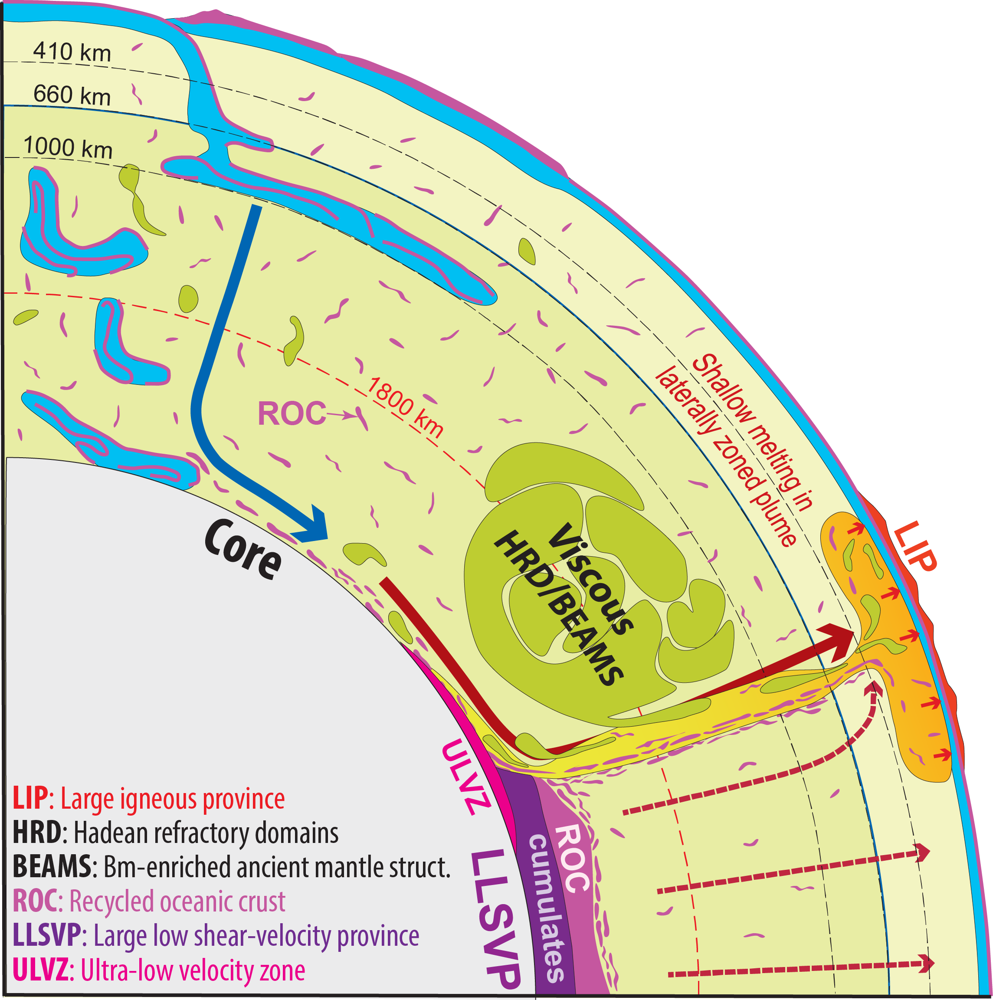 410 km
660 km
1000 km
1800 km
ROC
Shallow melting in
laterally zoned plume
LIP
Viscous
HRD/BEAMS
Core
ULVZ
LLSVP
cumulates
ROC
LIP: Large igneous province
HRD: Hadean refractory domains
BEAMS: Bm-enriched ancient mantle struct.
ROC: Recycled oceanic crust
LLSVP: Large low shear-velocity province
ULVZ: Ultra-low velocity zone